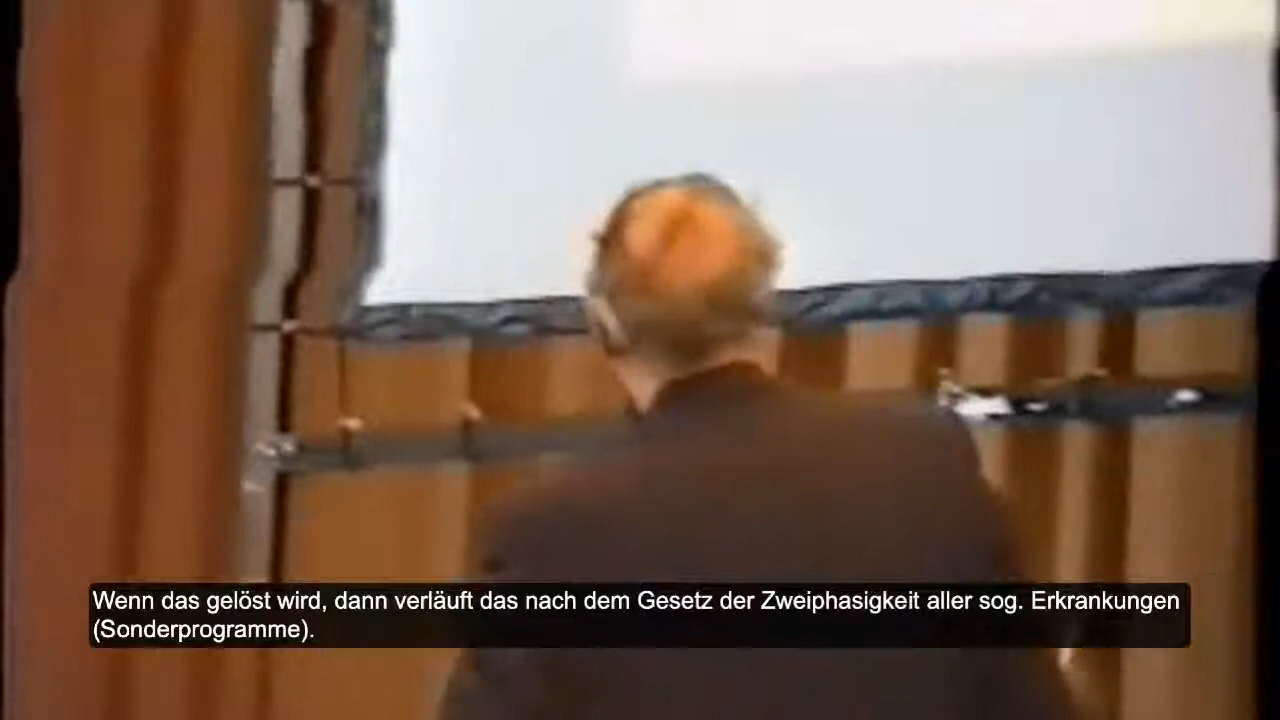 Wenn das gelöst wird, dann verläuft das nach dem Gesetz der Zweiphasigkeit aller sog. Erkrankungen
(Sonderprogramme).